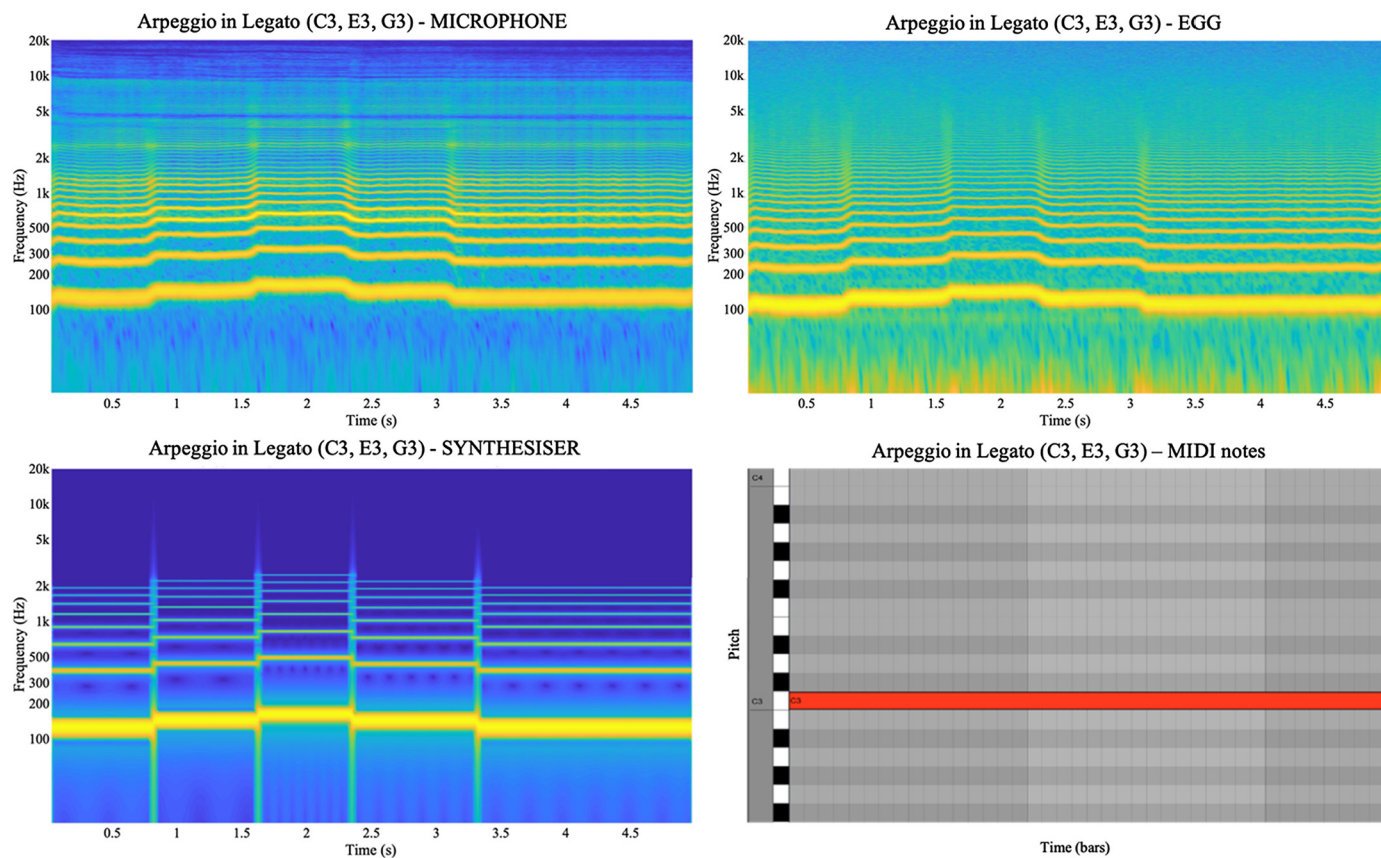 Arpeggio in Legato (C3, E3, G3) - MICROPHONE
20k
10k
5k
2k
1k
500
300
200
100
Frequency (Hz)
0.5 1 1.5 2 2.5 3 3.5 4 4.5
Time (s)
Arpeggio in Legato (C3, E3, G3) - EGG
20k
10k
5k
2k
1k
500
300
200
100
Frequency (Hz)
0.5 1 1.5 2 2.5 3 3.5 4 4.5
Time (s)
Arpeggio in Legato (C3, E3, G3) - SYNTHESISER
20k
10k
5k
2k
1k
500
300
200
100
Frequency (Hz)
0.5 1 1.5 2 2.5 3 3.5 4 4.5
Time (s)
Arpeggio in Legato (C3, E3, G3) – MIDI notes
C4
Pitch
C3 C3
Time (bars)